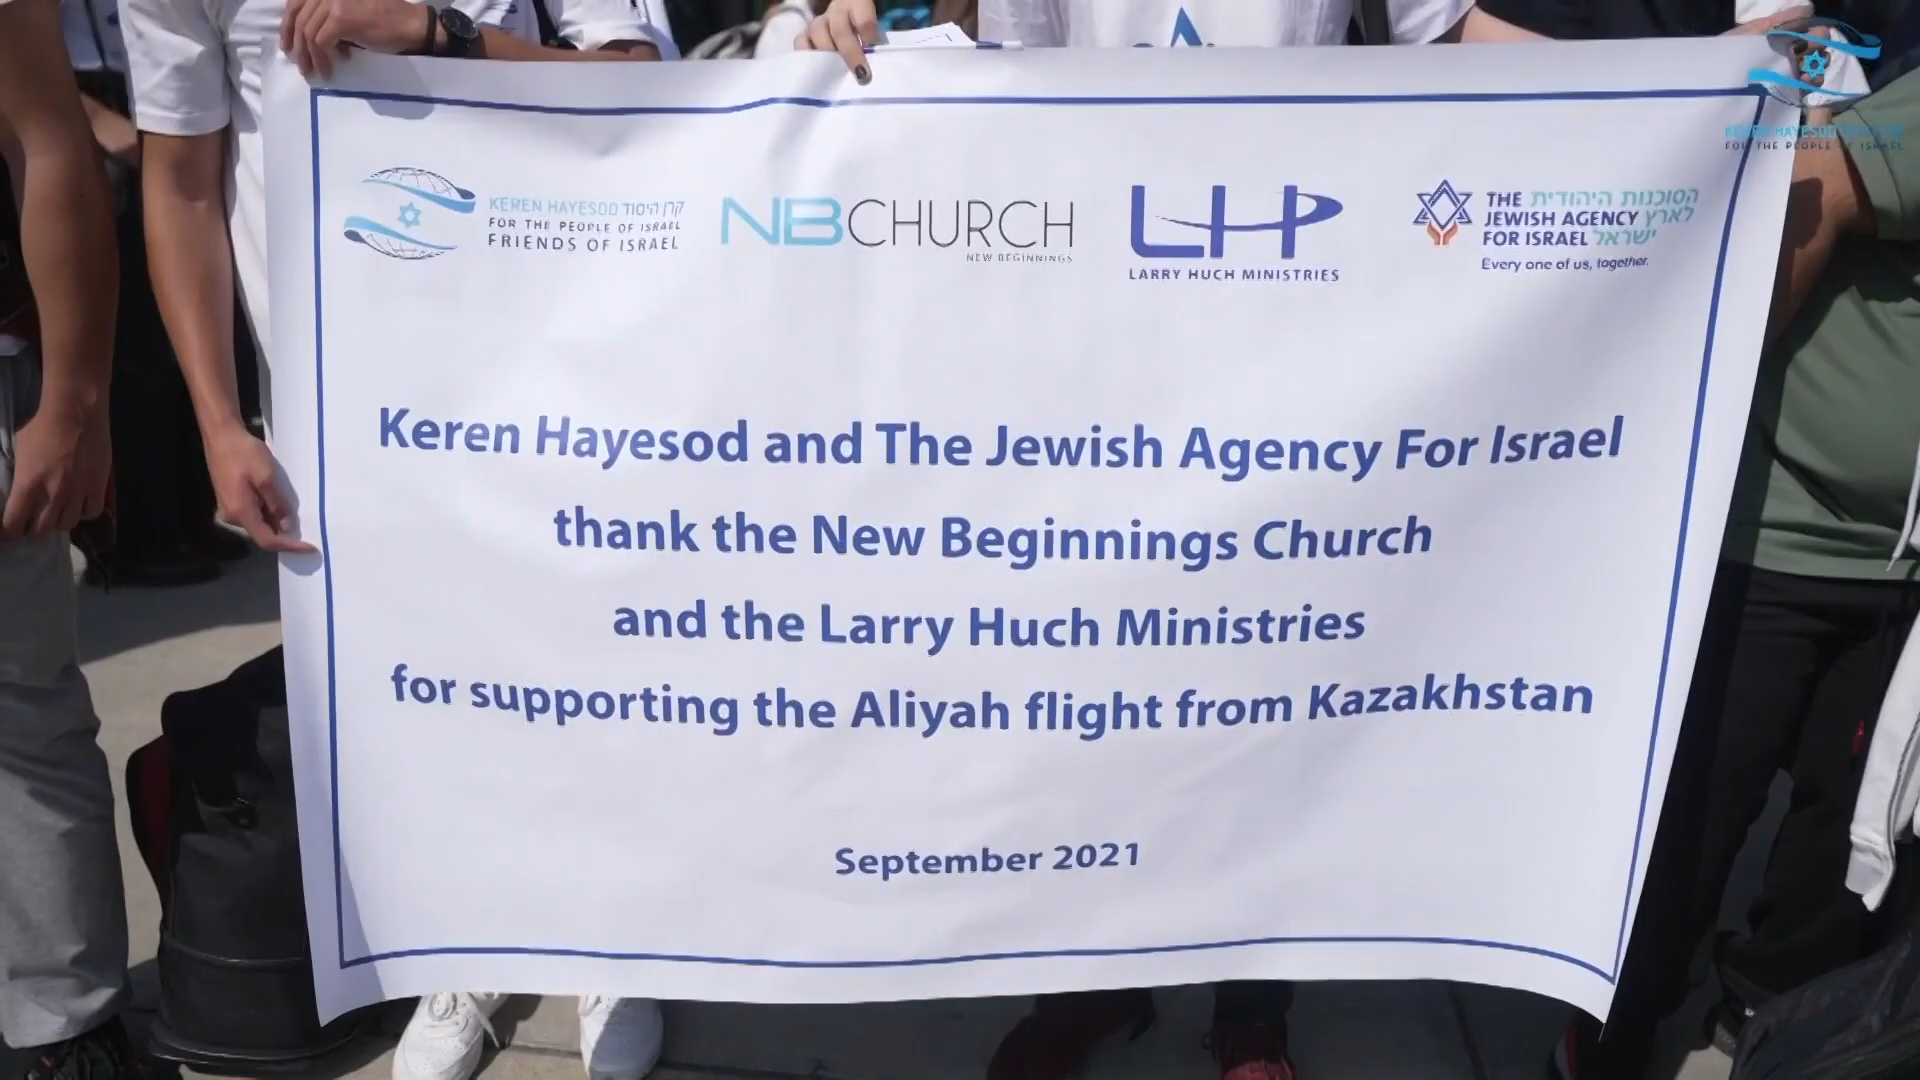 KEREN HAYESOD קרן היסוד
FOR THE PEOPLE OF ISRAEL
FRIENDS OF ISRAEL
NBCHURCH
NEW BEGINNINGS
LHP
LARRY HUCH MINISTRIES
THE הסוכנות היהודית
JEWISH AGENCY לארץ
FOR ISRAEL ישראל
Every one of us, together.
Keren Hayesod and The Jewish Agency For Israel
thank the New Beginnings Church
and the Larry Huch Ministries
for supporting the Aliyah flight from Kazakhstan
September 2021
KEREN HAYESOD
FOR THE PEOPLE OF ISRAEL